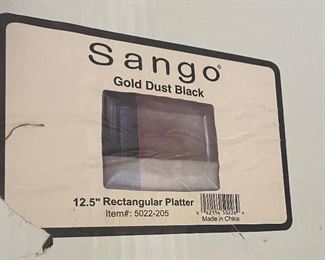 Sango®
Gold Dust Black
12.5" Rectangular Platter
Item#: 5022-205
Made in China